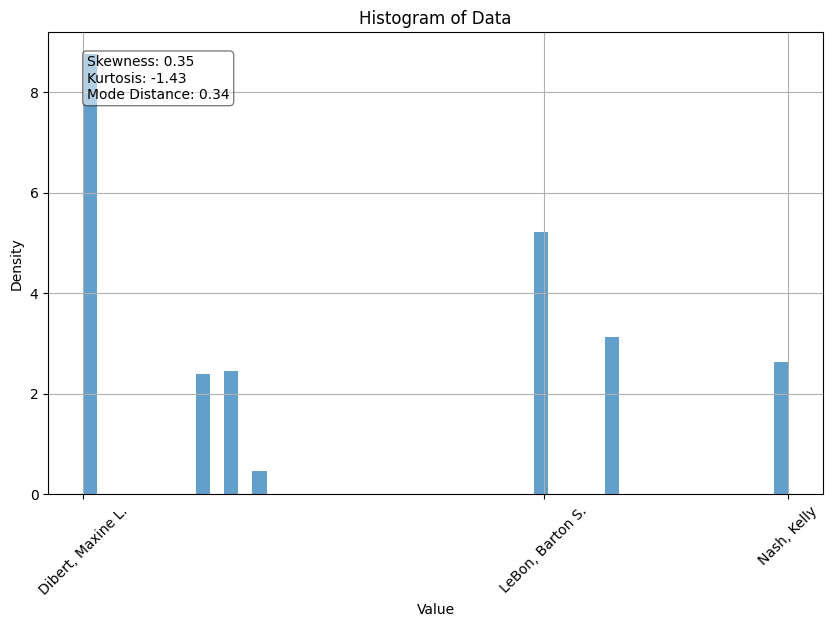 Histogram of Data
Skewness: 0.35
Kurtosis: -1.43
Mode Distance: 0.34
8
6
4
2
0
Density
Dibert, Maxine L.
LeBon, Barton S.
Nash, Kelly
Value